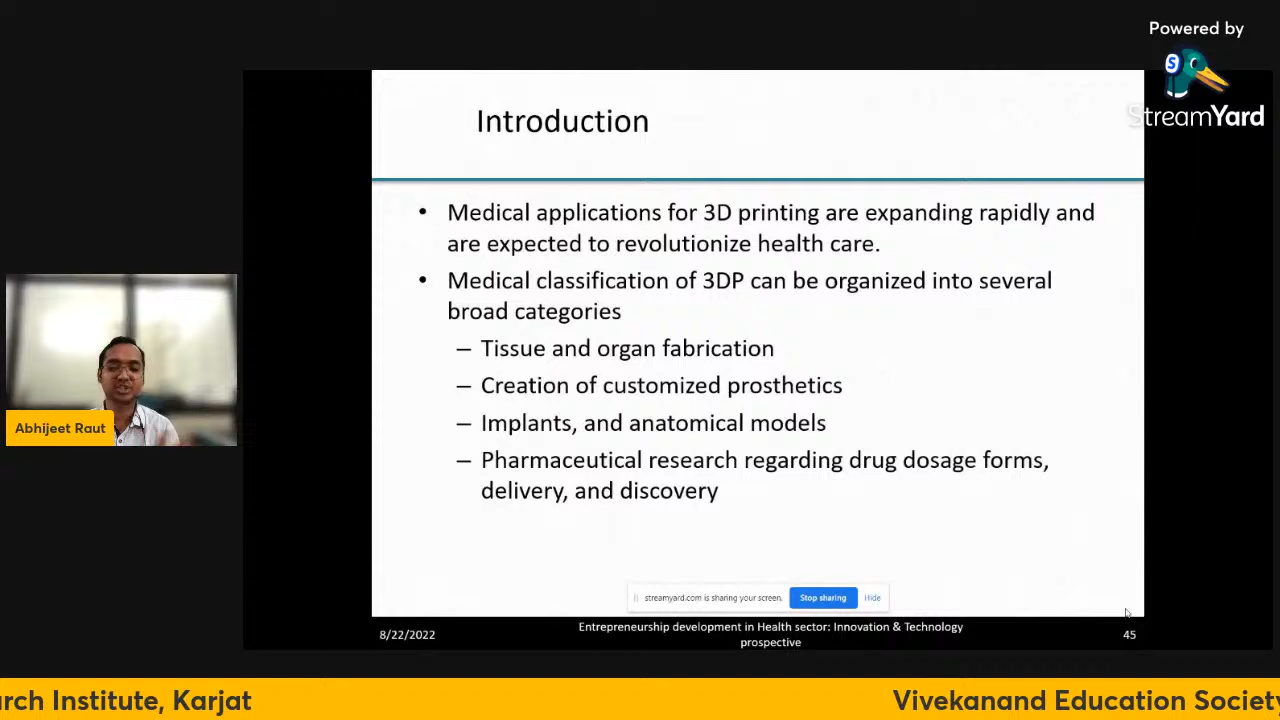 Powered by
StreamYard
Introduction
• Medical applications for 3D printing are expanding rapidly and
are expected to revolutionize health care.
• Medical classification of 3DP can be organized into several
broad categories
– Tissue and organ fabrication
– Creation of customized prosthetics
– Implants, and anatomical models
– Pharmaceutical research regarding drug dosage forms,
delivery, and discovery
Abhijeet Raut
streamyard.com is sharing your screen. Stop sharing Hide
8/22/2022
Entrepreneurship development in Health sector: Innovation & Technology
prospective
45
arch Institute, Karjat
Vivekanand Education Society